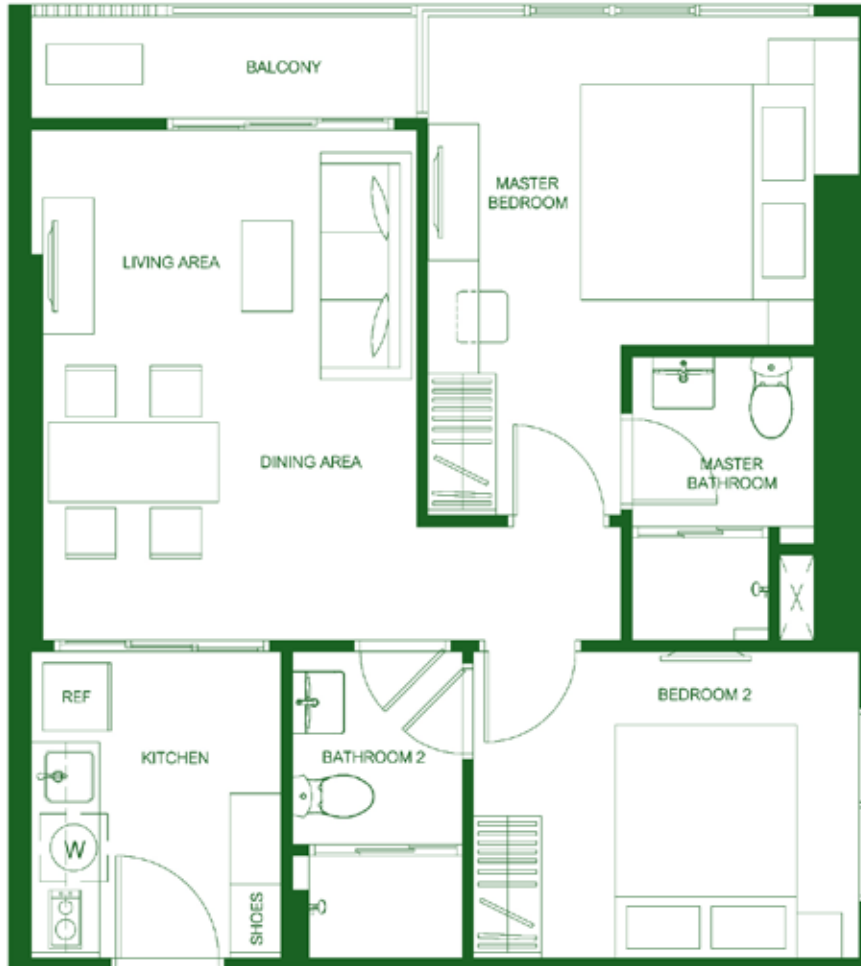 BALCONY
MASTER
BEDROOM
LIVING AREA
DINING AREA
MASTER
BATHROOM
REF
BEDROOM 2
KITCHEN
BATHROOM 2
W
SHOES